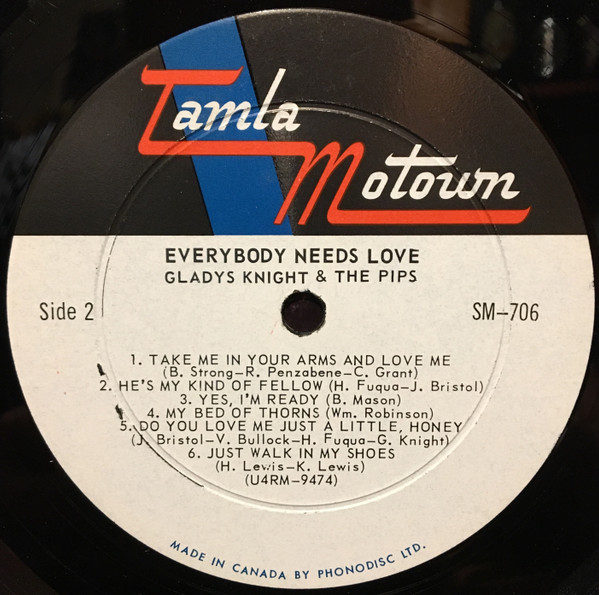 Tamla
Motown
EVERYBODY NEEDS LOVE
GLADYS KNIGHT & THE PIPS
Side 2
SM-706
1. TAKE ME IN YOUR ARMS AND LOVE ME
(B. Strong-R. Penzabene-C. Grant)
2. HE'S MY KIND OF FELLOW (H. Fuqua-J. Bristol)
3. YES, I'M READY (B. Mason)
4. MY BED OF THORNS (Wm. Robinson)
5. DO YOU LOVE ME JUST A LITTLE, HONEY
(J. Bristol-V. Bullock-H. Fuqua-G. Knight)
6. JUST WALK IN MY SHOES
(H. Lewis-K. Lewis)
(U4RM-9474)
MADE IN CANADA BY PHONODISC LTD.